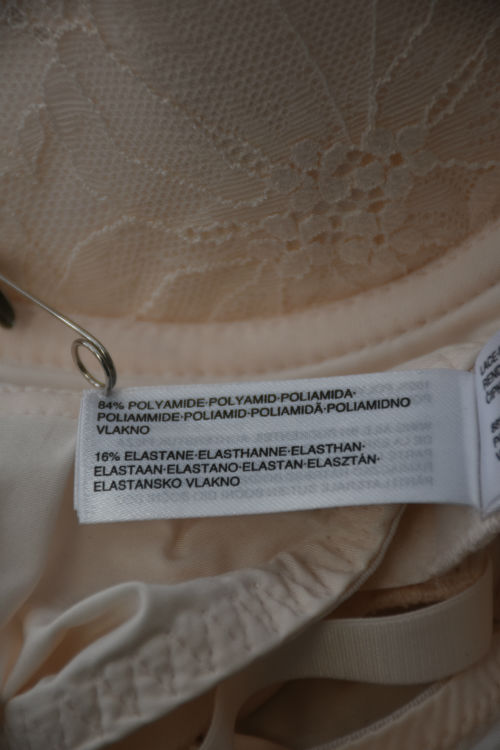 84% POLYAMIDE·POLYAMID·POLIAMIDA·
POLIAMMIDE·POLIAMID·POLIAMIDĂ·POLIAMIDNO
VLAKNO
16% ELASTANE·ELASTHANNE·ELASTHAN·
ELASTAAN·ELASTANO·ELASTAN·ELASZTÁN·
ELASTANSKO VLAKNO